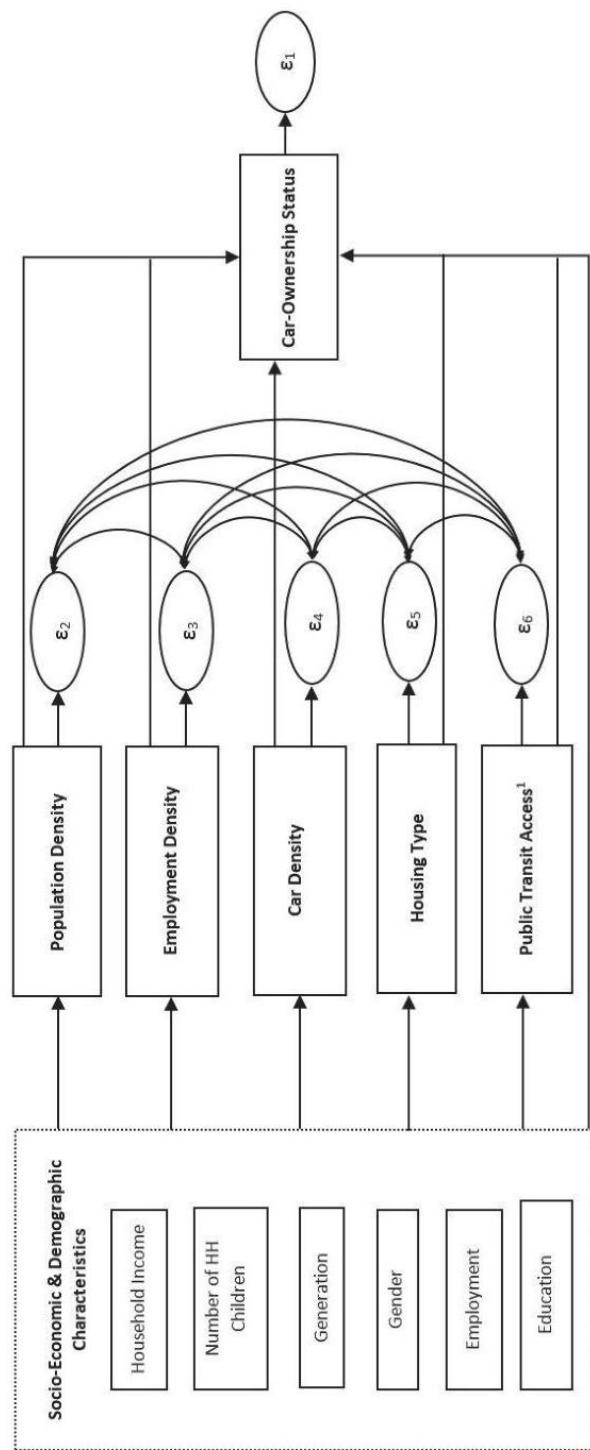 Socio-Economic & Demographic
Characteristics
Household Income
Number of HH
Children
Generation
Gender
Employment
Education
Population Density
Employment Density
Car Density
Housing Type
Public Transit Access¹
ε₂
ε₃
ε₄
ε₅
ε₆
Car-Ownership Status
ε₁